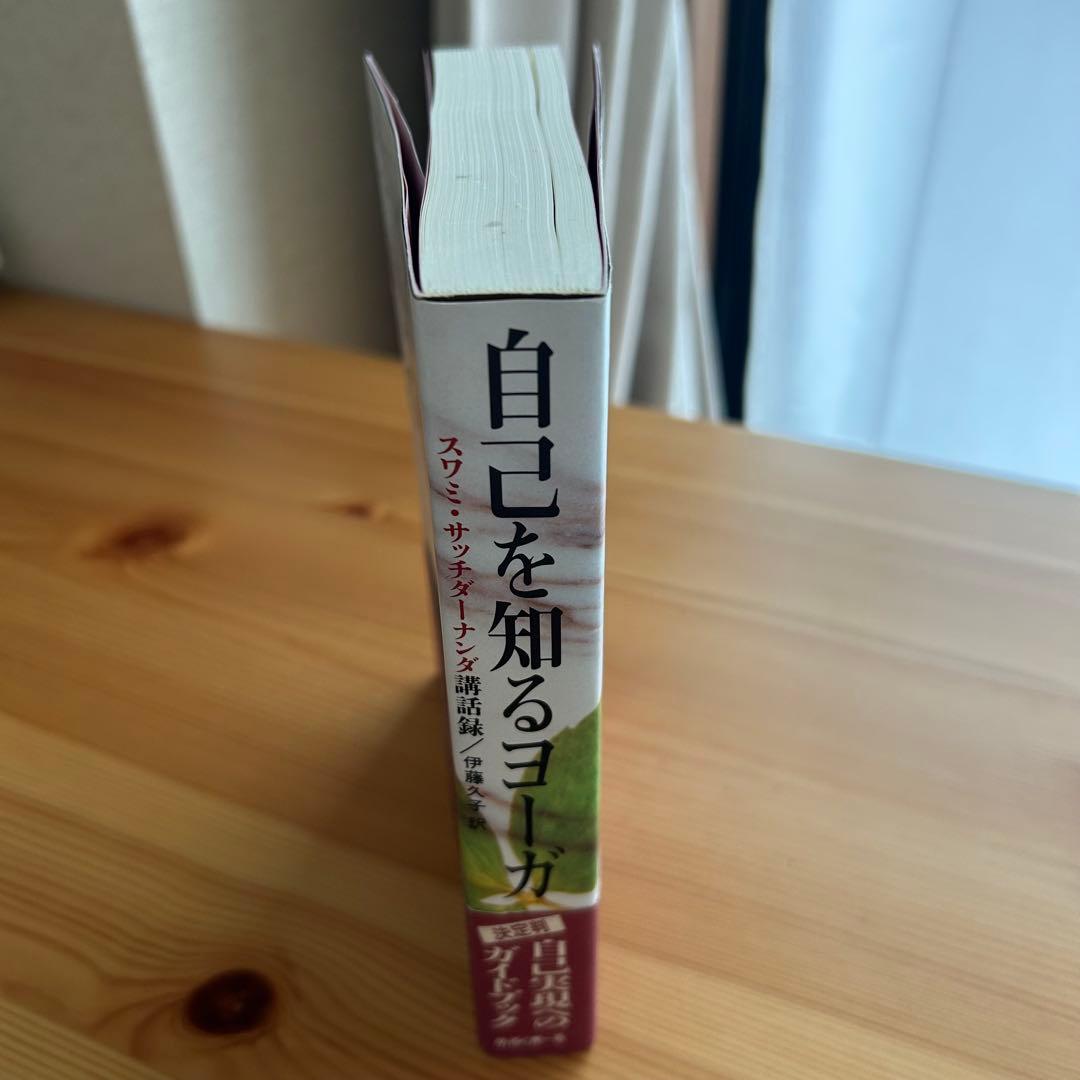 自己を知るヨーガ
スワミ・サッチダーナンダ講話録／伊藤久子訳
決定判
自己実現への
ガイドブック